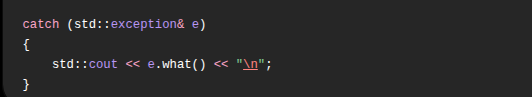 catch (std::exception& e)
{
    std::cout << e.what() << "\n";
}